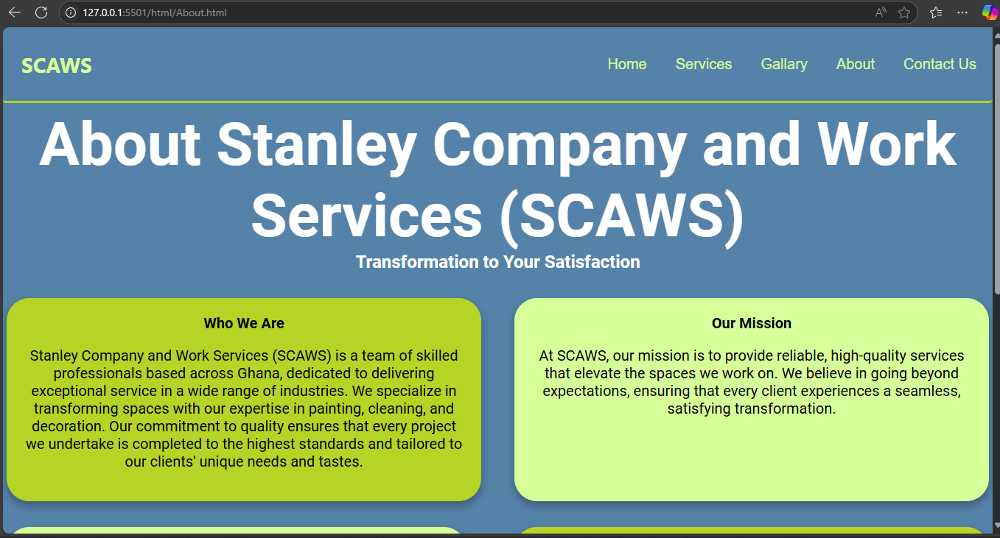 127.0.0.1:5501/html/About.html
SCAWS
Home Services Gallary About Contact Us
About Stanley Company and Work
Services (SCAWS)
Transformation to Your Satisfaction
Who We Are
Stanley Company and Work Services (SCAWS) is a team of skilled
professionals based across Ghana, dedicated to delivering
exceptional service in a wide range of industries. We specialize in
transforming spaces with our expertise in painting, cleaning, and
decoration. Our commitment to quality ensures that every project
we undertake is completed to the highest standards and tailored to
our clients' unique needs and tastes.
Our Mission
At SCAWS, our mission is to provide reliable, high-quality services
that elevate the spaces we work on. We believe in going beyond
expectations, ensuring that every client experiences a seamless,
satisfying transformation.